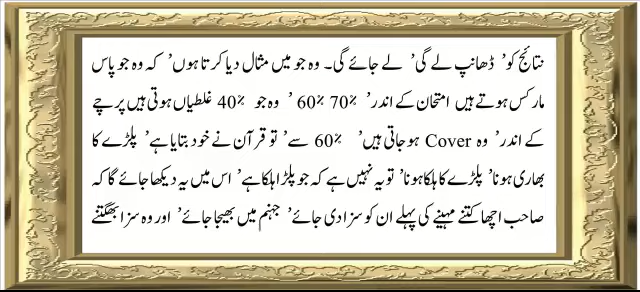 نتائج کو’ ڈھانپ لے گی’ لے جائے گی۔ وہ جو میں مثال دیا کرتا ہوں’ کہ وہ جو پاس
مارکس ہوتے ہیں امتحان کے اندر’ 70% 60% ’ وہ جو 40% غلطیاں ہوتی ہیں پرچے
کے اندر’ وہ Cover ہو جاتی ہیں’ 60% سے’ تو قرآن نے خود بتایا ہے’ پلڑے کا
بھاری ہونا’ پلڑے کا ہلکا ہونا’ تو یہ نہیں ہے کہ جو پلڑا ہلکا ہے’ اس میں یہ دیکھا جائے گا کہ
صاحب اچھا کتنے مہینے کی پہلے ان کو سزا دی جائے’ جہنم میں بھیجا جائے’ اور وہ سزا بھگتنے